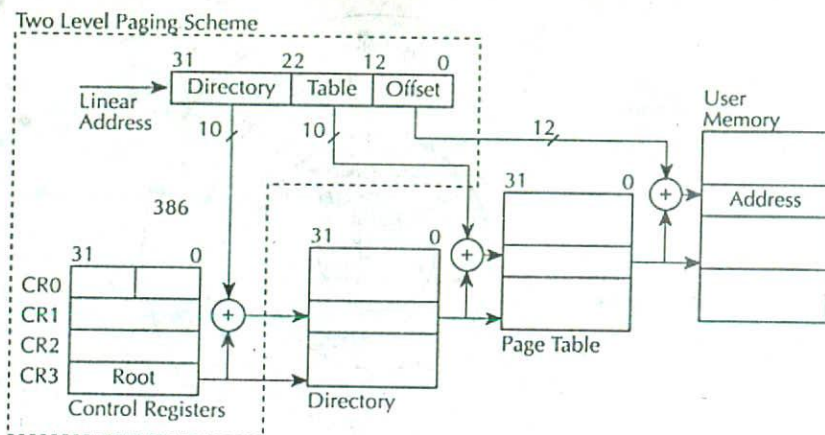 Two Level Paging Scheme
31 22 12 0
Directory Table Offset
Linear
Address
10 10 12
User
Memory
Address
386
31 0
31 0
31 0
CR0
CR1
CR2
CR3 Root
Control Registers
Directory
Page Table